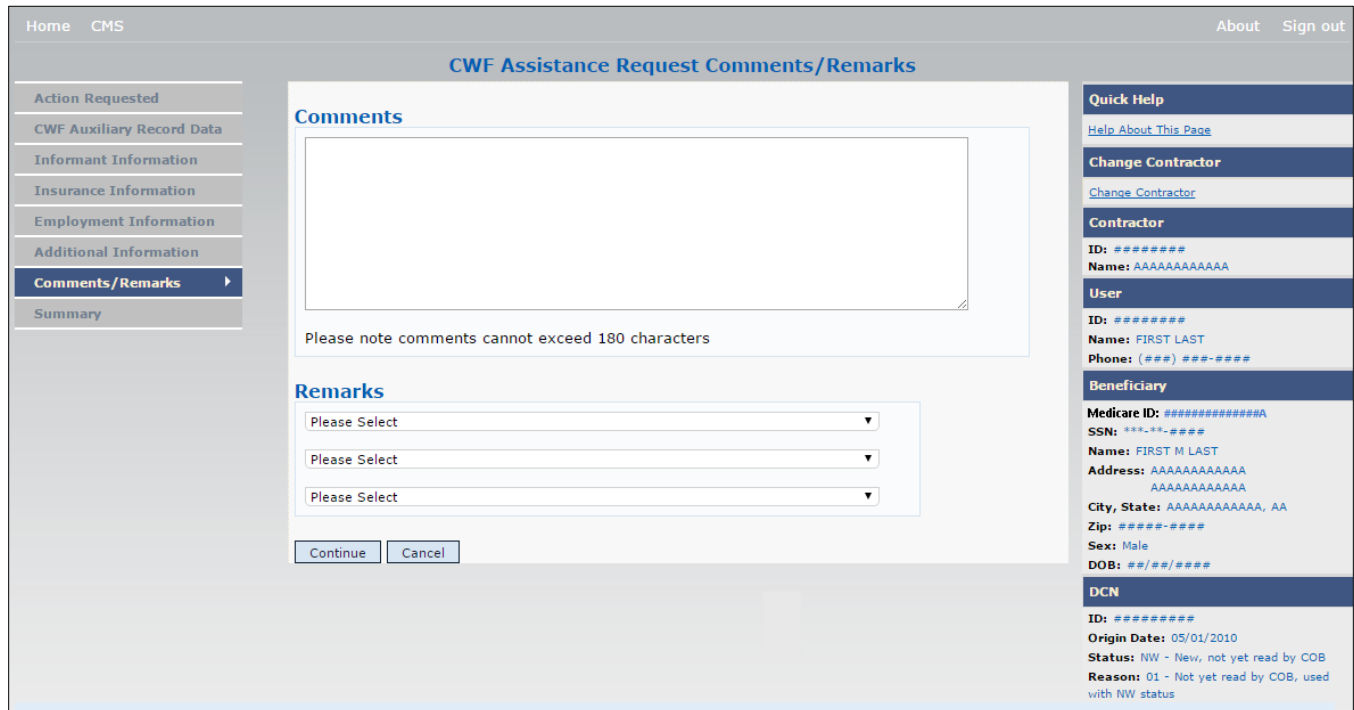 Home CMS About Sign out
CWF Assistance Request Comments/Remarks
Action Requested
CWF Auxiliary Record Data
Informant Information
Insurance Information
Employment Information
Additional Information
Comments/Remarks
Summary
Comments
Please note comments cannot exceed 180 characters
Remarks
Please Select
Please Select
Please Select
Continue Cancel
Quick Help
Help About This Page
Change Contractor
Change Contractor
Contractor
ID: ########
Name: AAAAAAAAAAAA
User
ID: ########
Name: FIRST LAST
Phone: (###) ###-####
Beneficiary
Medicare ID: ##############A
SSN: ***-**-####
Name: FIRST M LAST
Address: AAAAAAAAAAAA
AAAAAAAAAAAA
City, State: AAAAAAAAAAAA, AA
Zip: #####-####
Sex: Male
DOB: ##/##/####
DCN
ID: #########
Origin Date: 05/01/2010
Status: NW - New, not yet read by COB
Reason: 01 - Not yet read by COB, used
with NW status